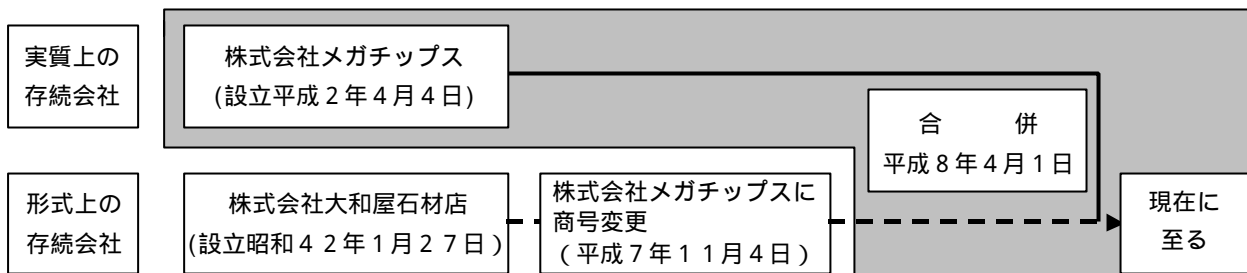 実質上の
存続会社
株式会社メガチップス
(設立平成2年4月4日)
合　　併
平成8年4月1日
形式上の
存続会社
株式会社大和屋石材店
(設立昭和42年1月27日)
株式会社メガチップスに
商号変更
(平成7年11月4日)
現在に
至る